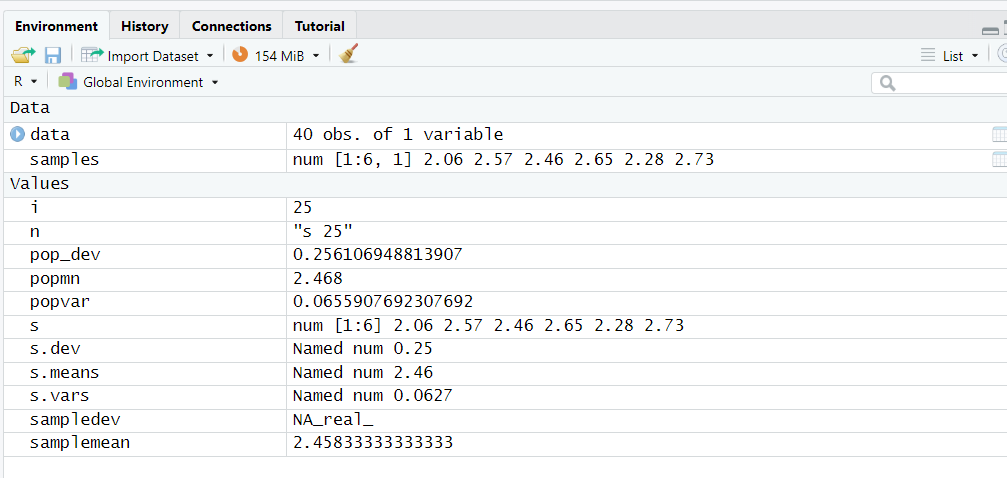 Environment History Connections Tutorial
Import Dataset 154 MiB List
R Global Environment
Data
data 40 obs. of 1 variable
samples num [1:6, 1] 2.06 2.57 2.46 2.65 2.28 2.73
Values
i 25
n "s 25"
pop_dev 0.256106948813907
popmn 2.468
popvar 0.0655907692307692
s num [1:6] 2.06 2.57 2.46 2.65 2.28 2.73
s.dev Named num 0.25
s.means Named num 2.46
s.vars Named num 0.0627
sampledev NA_real_
samplemean 2.45833333333333